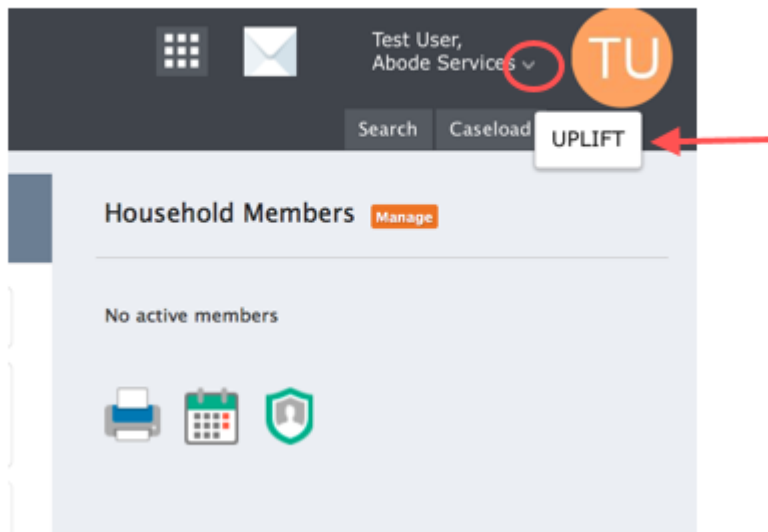 Test User,
Abode Services
TU
Search Caseload
UPLIFT
Household Members Manage
No active members